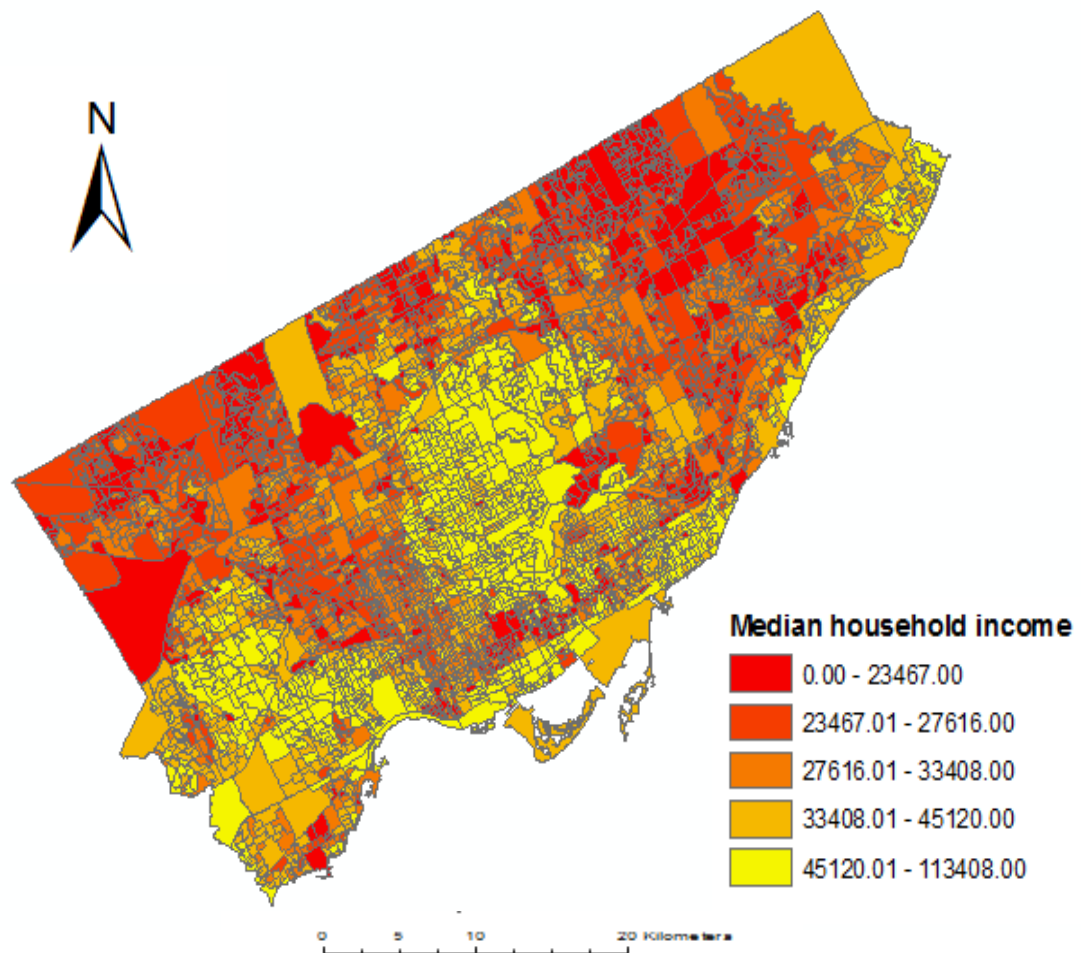 N
Median household income
0.00 - 23467.00
23467.01 - 27616.00
27616.01 - 33408.00
33408.01 - 45120.00
45120.01 - 113408.00
0 5 10 20 Kilometers